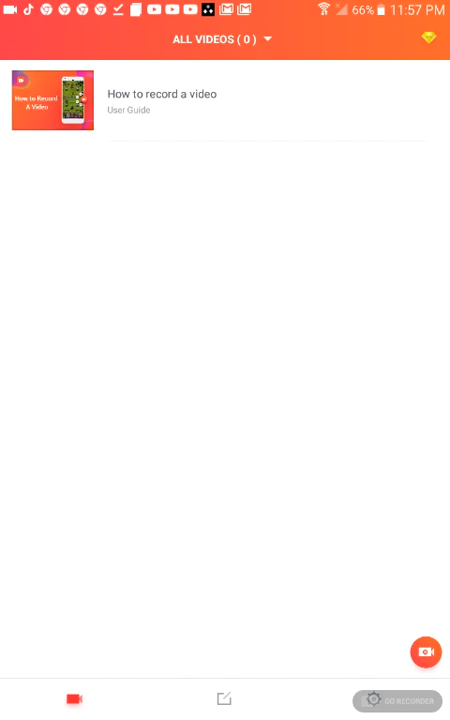 66% 11:57 PM
ALL VIDEOS ( 0 )
How to Record
A Video
How to record a video
User Guide
GO RECORDER